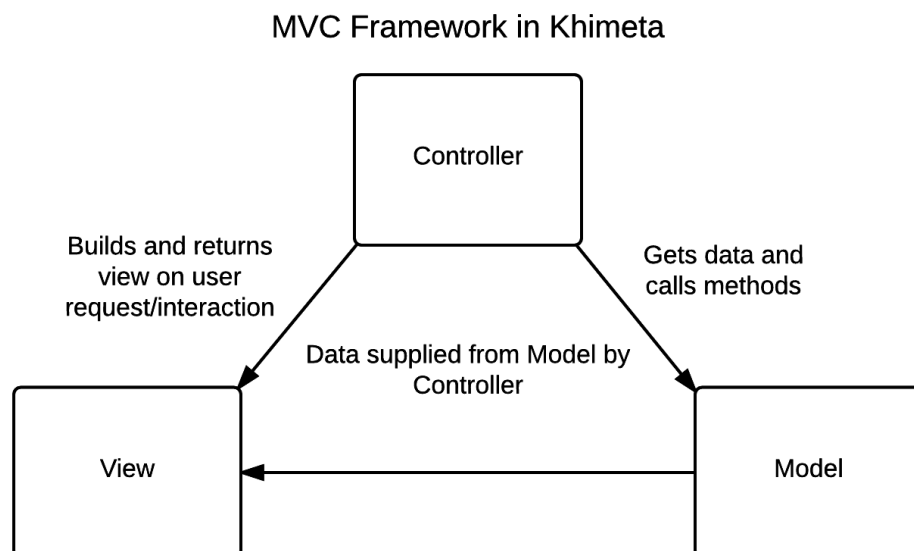 MVC Framework in Khimeta
Controller
Builds and returns
view on user
request/interaction
Gets data and
calls methods
Data supplied from Model by
Controller
View
Model